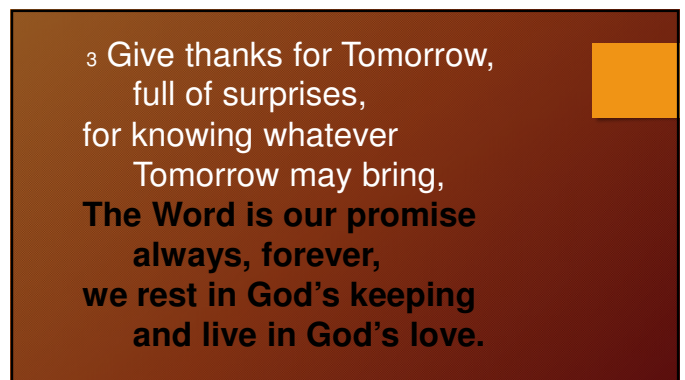 3 Give thanks for Tomorrow,
full of surprises,
for knowing whatever
Tomorrow may bring,
The Word is our promise
always, forever,
we rest in God’s keeping
and live in God’s love.